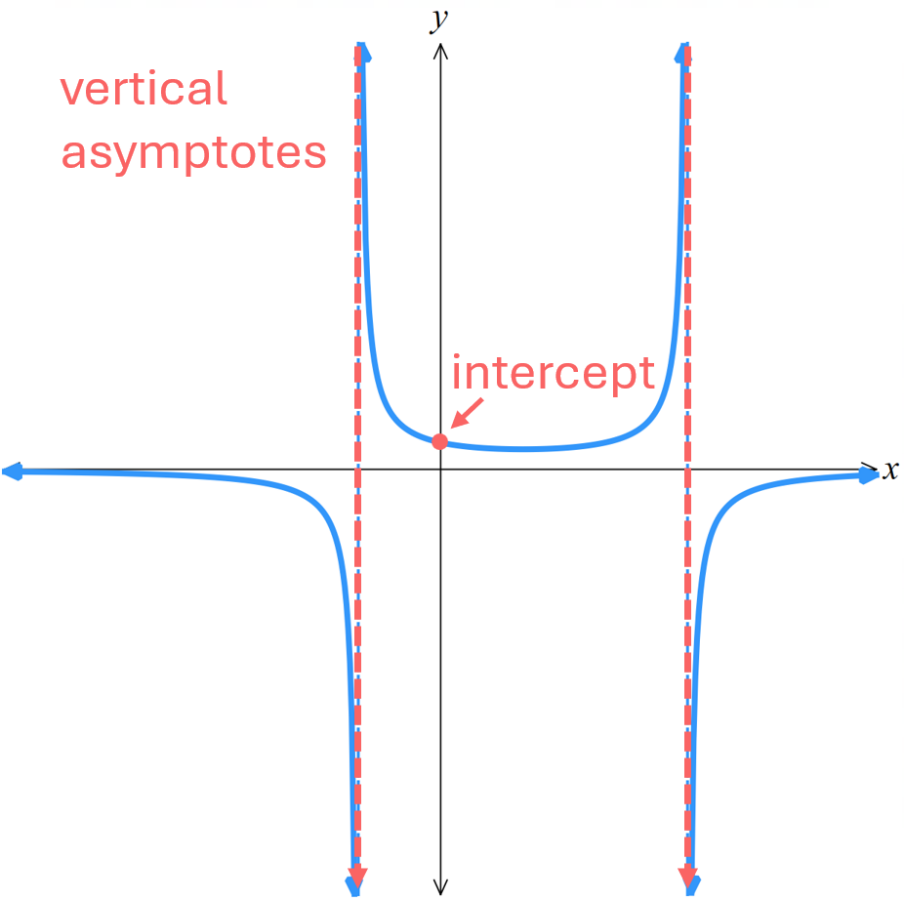 y
vertical
asymptotes
intercept
x